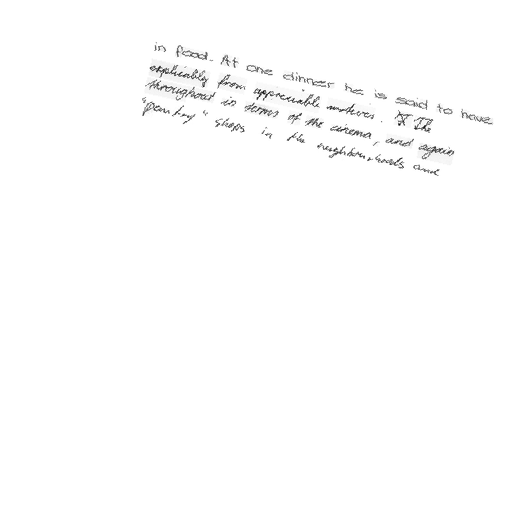 in food. At one dinner he is said to have
explicably from appreciable motives. The
throughout in terms of the cinema, and again
"pantry" shops in the neighbourhoods and